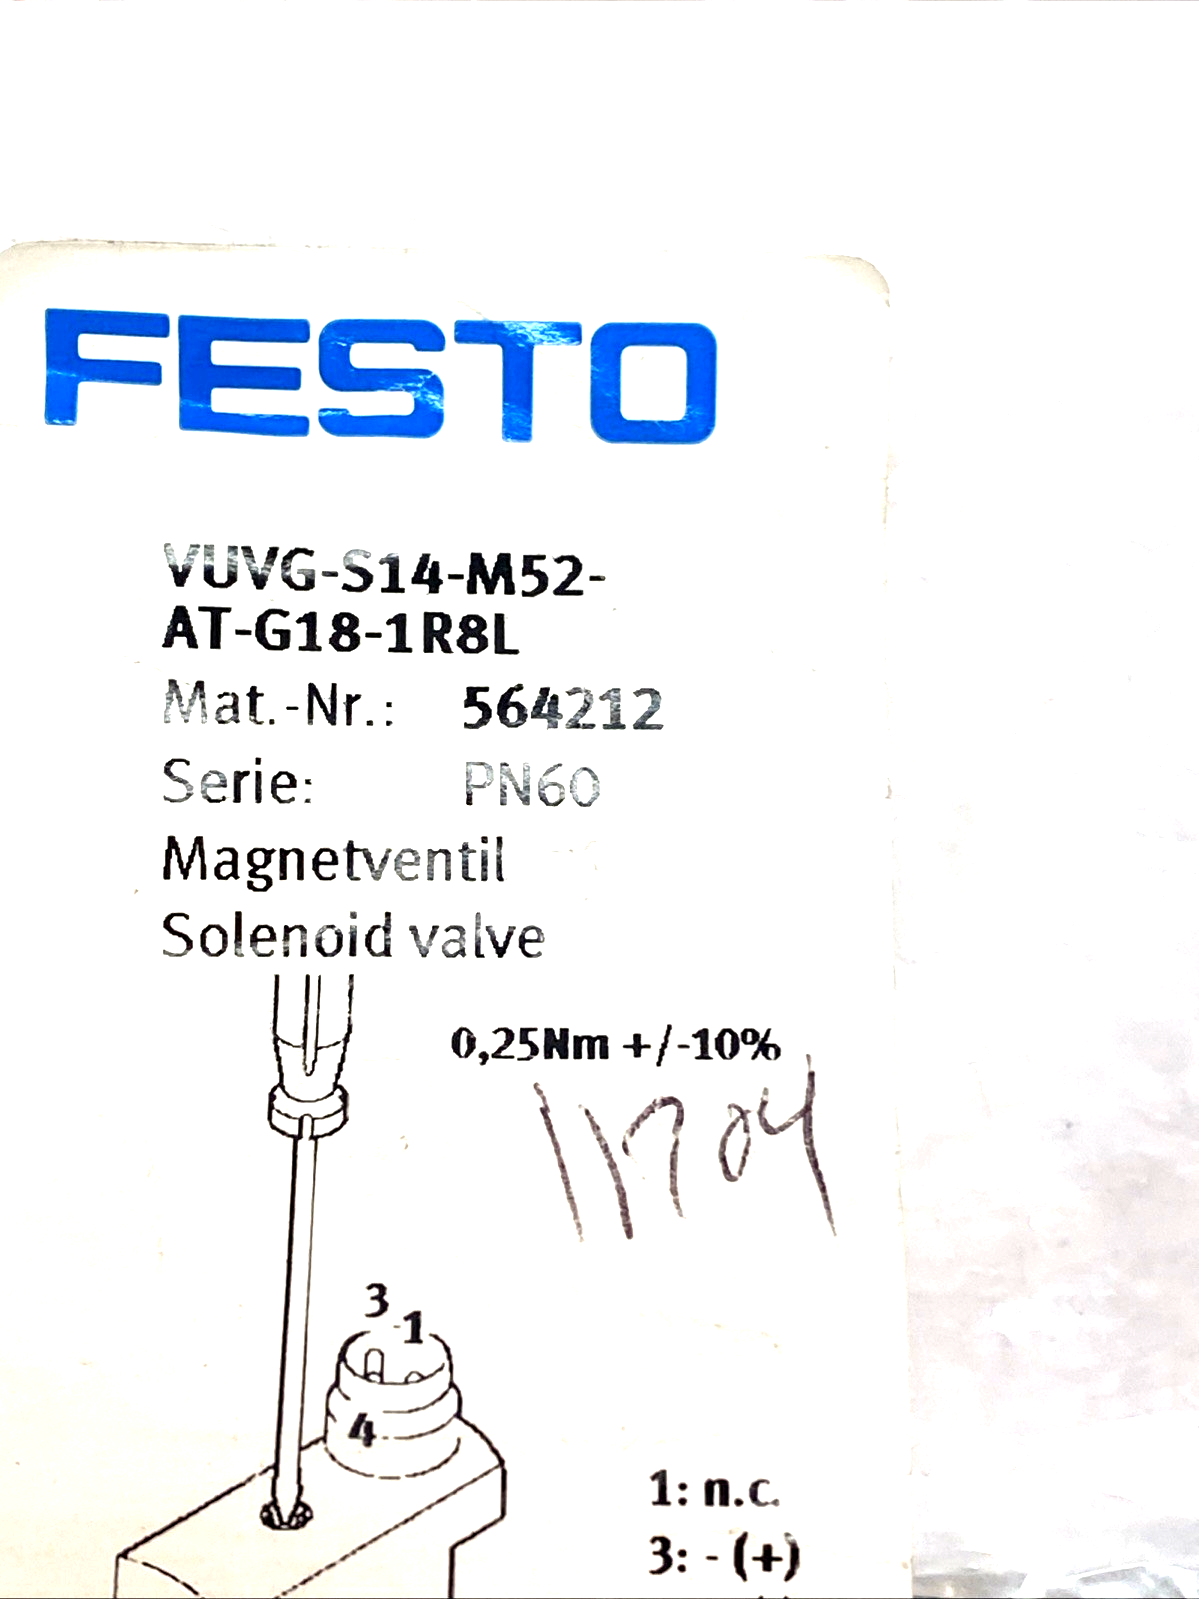 FESTO
VUVG-S14-M52-
AT-G18-1R8L
Mat.-Nr.: 564212
Serie: PN60
Magnetventil
Solenoid valve
0,25Nm +/-10%
3
1
4
1: n.c.
3: - (+)